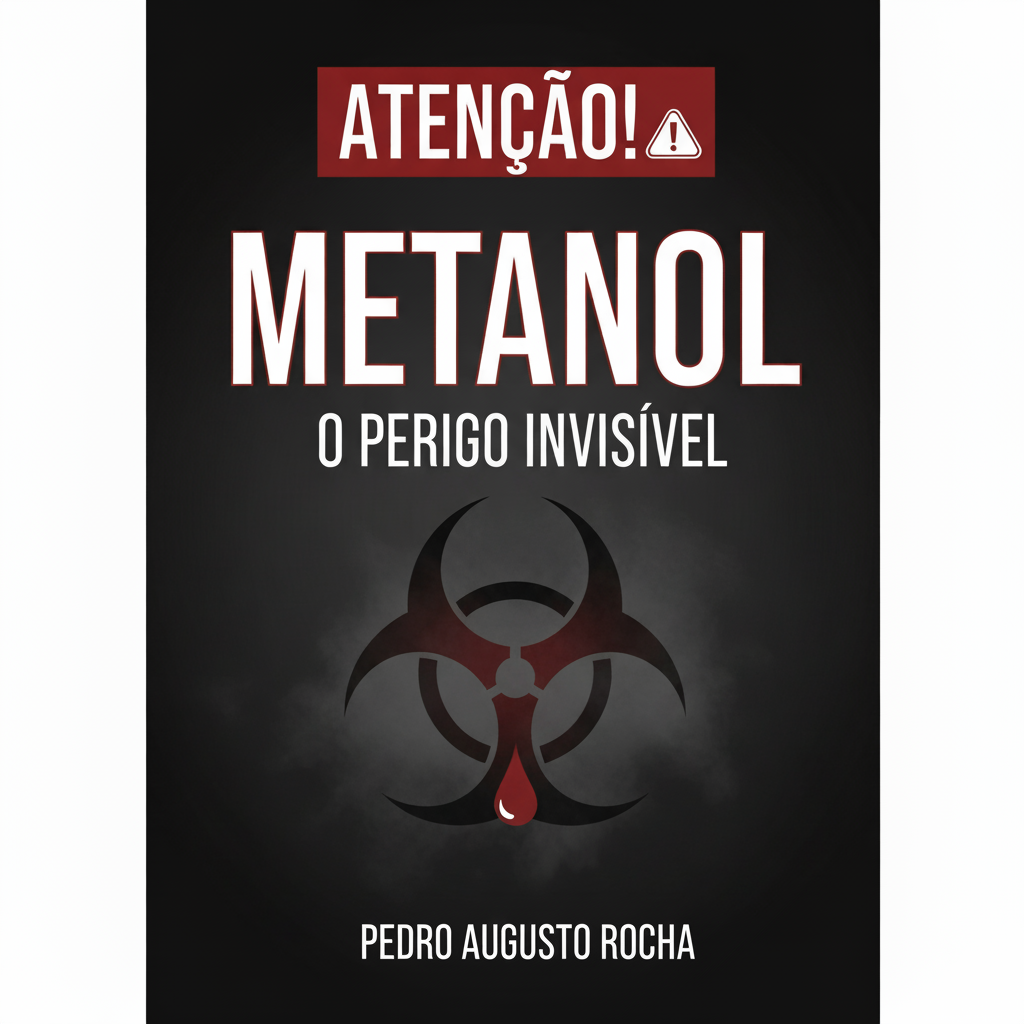 ATENÇÃO!
METANOL
O PERIGO INVISÍVEL
PEDRO AUGUSTO ROCHA